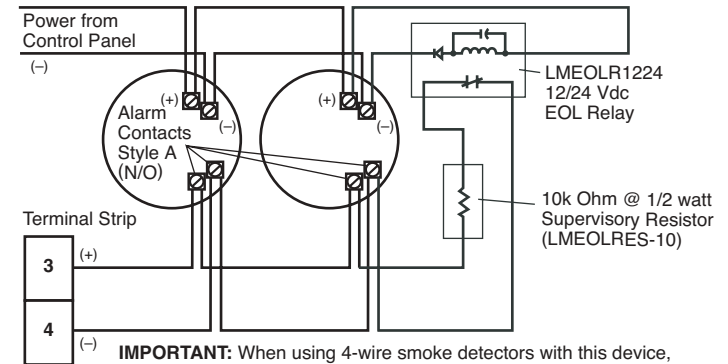 Power from
Control Panel
(–)
(+)
(–)
(+)
(–)
Alarm
Contacts
Style A
(N/O)
LMEOLR1224
12/24 Vdc
EOL Relay
10k Ohm @ 1/2 watt
Supervisory Resistor
(LMEOLRES-10)
Terminal Strip
3
(+)
4
(–)
IMPORTANT: When using 4-wire smoke detectors with this device,